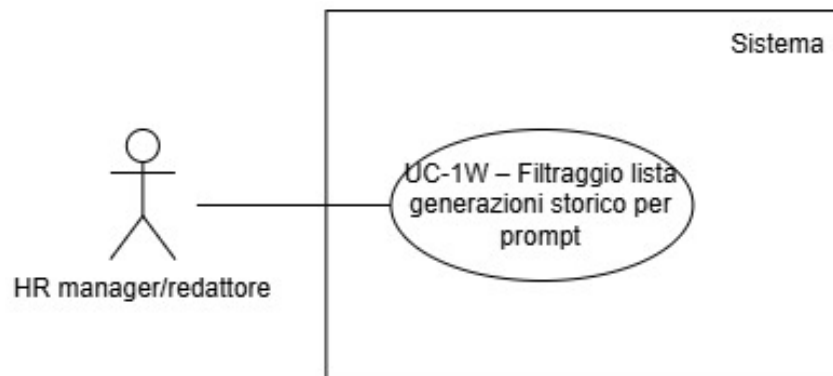 Sistema
UC-1W – Filtraggio lista
generazioni storico per
prompt
HR manager/redattore